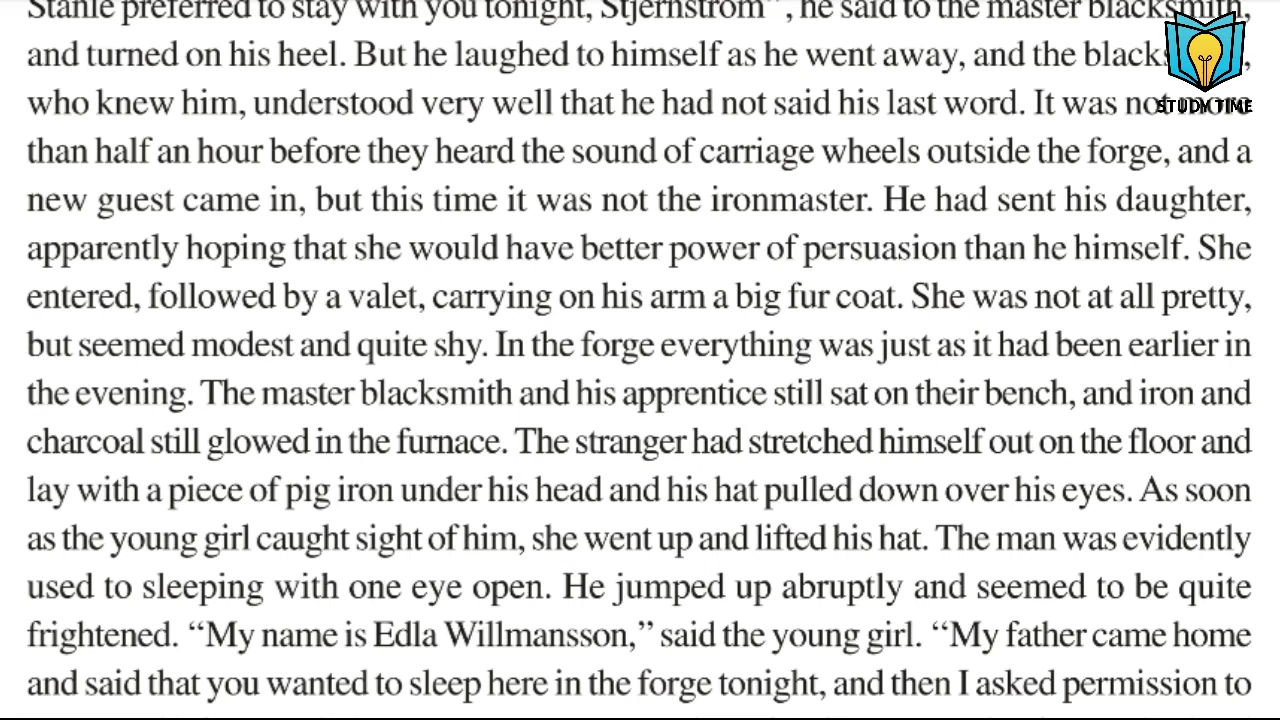 Stahle preferred to stay with you tonight, Stjernstrom", he said to the master blacksmith,
and turned on his heel. But he laughed to himself as he went away, and the blacks ,
who knew him, understood very well that he had not said his last word. It was not more
than half an hour before they heard the sound of carriage wheels outside the forge, and a
new guest came in, but this time it was not the ironmaster. He had sent his daughter,
apparently hoping that she would have better power of persuasion than he himself. She
entered, followed by a valet, carrying on his arm a big fur coat. She was not at all pretty,
but seemed modest and quite shy. In the forge everything was just as it had been earlier in
the evening. The master blacksmith and his apprentice still sat on their bench, and iron and
charcoal still glowed in the furnace. The stranger had stretched himself out on the floor and
lay with a piece of pig iron under his head and his hat pulled down over his eyes. As soon
as the young girl caught sight of him, she went up and lifted his hat. The man was evidently
used to sleeping with one eye open. He jumped up abruptly and seemed to be quite
frightened. “My name is Edla Willmansson,” said the young girl. “My father came home
and said that you wanted to sleep here in the forge tonight, and then I asked permission to
STUDY TIME